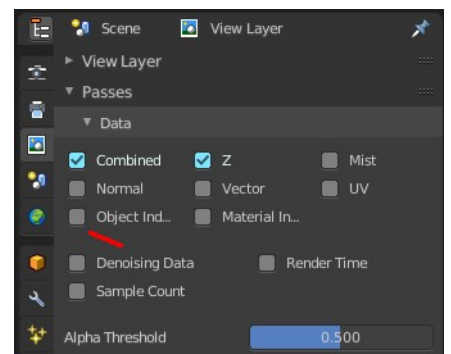 Scene View Layer
View Layer
Passes
Data
Combined Z Mist
Normal Vector UV
Object Ind... Material In...
Denoising Data Render Time
Sample Count
Alpha Threshold 0.500